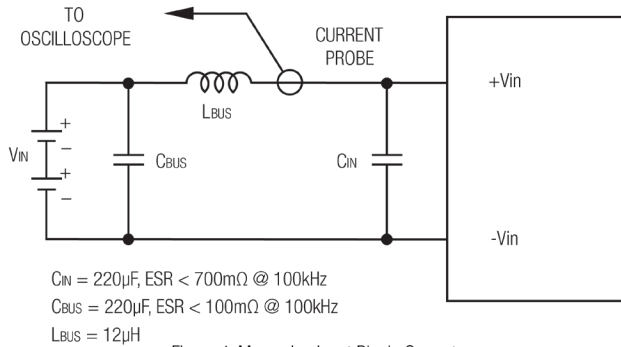 TO
OSCILLOSCOPE
CURRENT
PROBE
+Vin
LBUS
VIN
+
−
+
−
CBUS
CIN
-Vin
CIN = 220µF, ESR < 700mΩ @ 100kHz
CBUS = 220µF, ESR < 100mΩ @ 100kHz
LBUS = 12µH